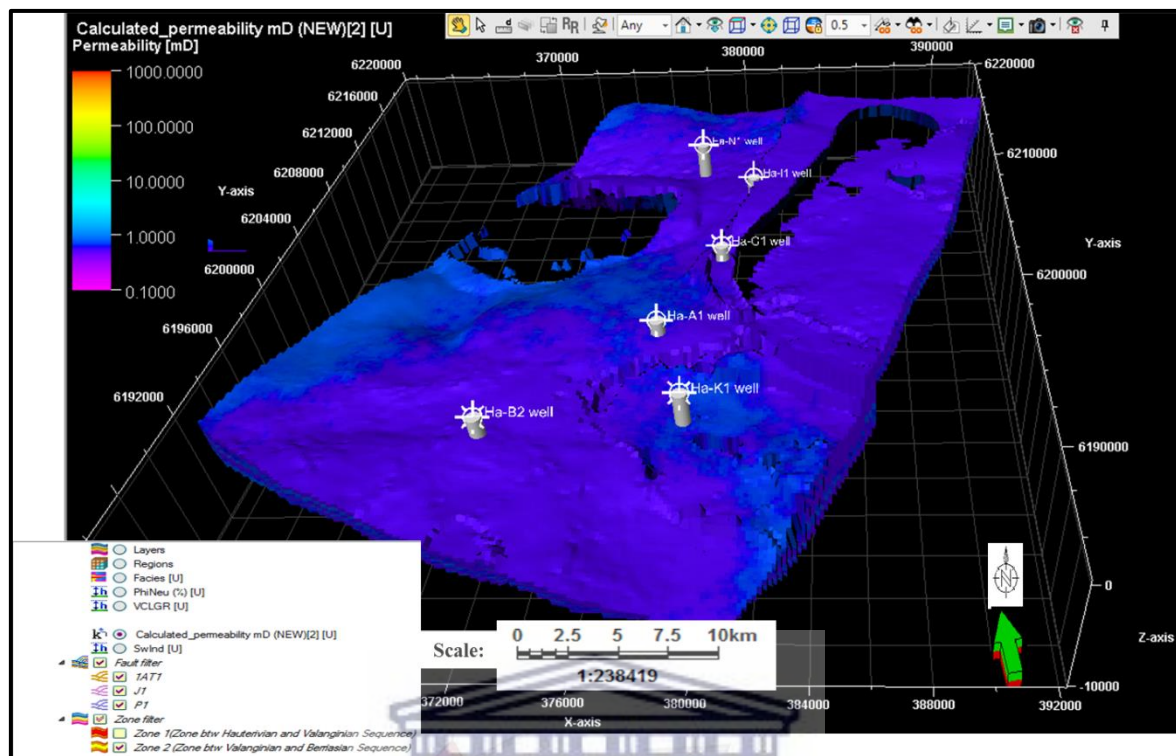 Calculated_permeability mD (NEW)[2] [U]
Permeability [mD]
1000.0000
100.0000
10.0000
1.0000
0.1000
RR
Any
0.5
370000
380000
390000
6220000
6216000
6212000
6208000
6204000
6200000
6196000
6192000
Y-axis
6220000
6210000
Y-axis
6200000
6190000
0
Z-axis
-10000
Ha-I1 well
Ha-G1 well
Ha-A1 well
Ha-K1 well
Ha-B2 well
N
Layers
Regions
Facies [U]
PhiNeu (%) [U]
VCLGR [U]
Calculated_permeability mD (NEW)[2] [U]
SwInd [U]
Fault filter
1AT1
J1
P1
Zone filter
Zone 1(Zone btw Hauterivian and Valanginian Sequence)
Zone 2 (Zone btw Valanginian and Berriasian Sequence)
Scale:
0 2.5 5 7.5 10km
1:238419
372000 376000 380000 384000 388000 392000
X-axis